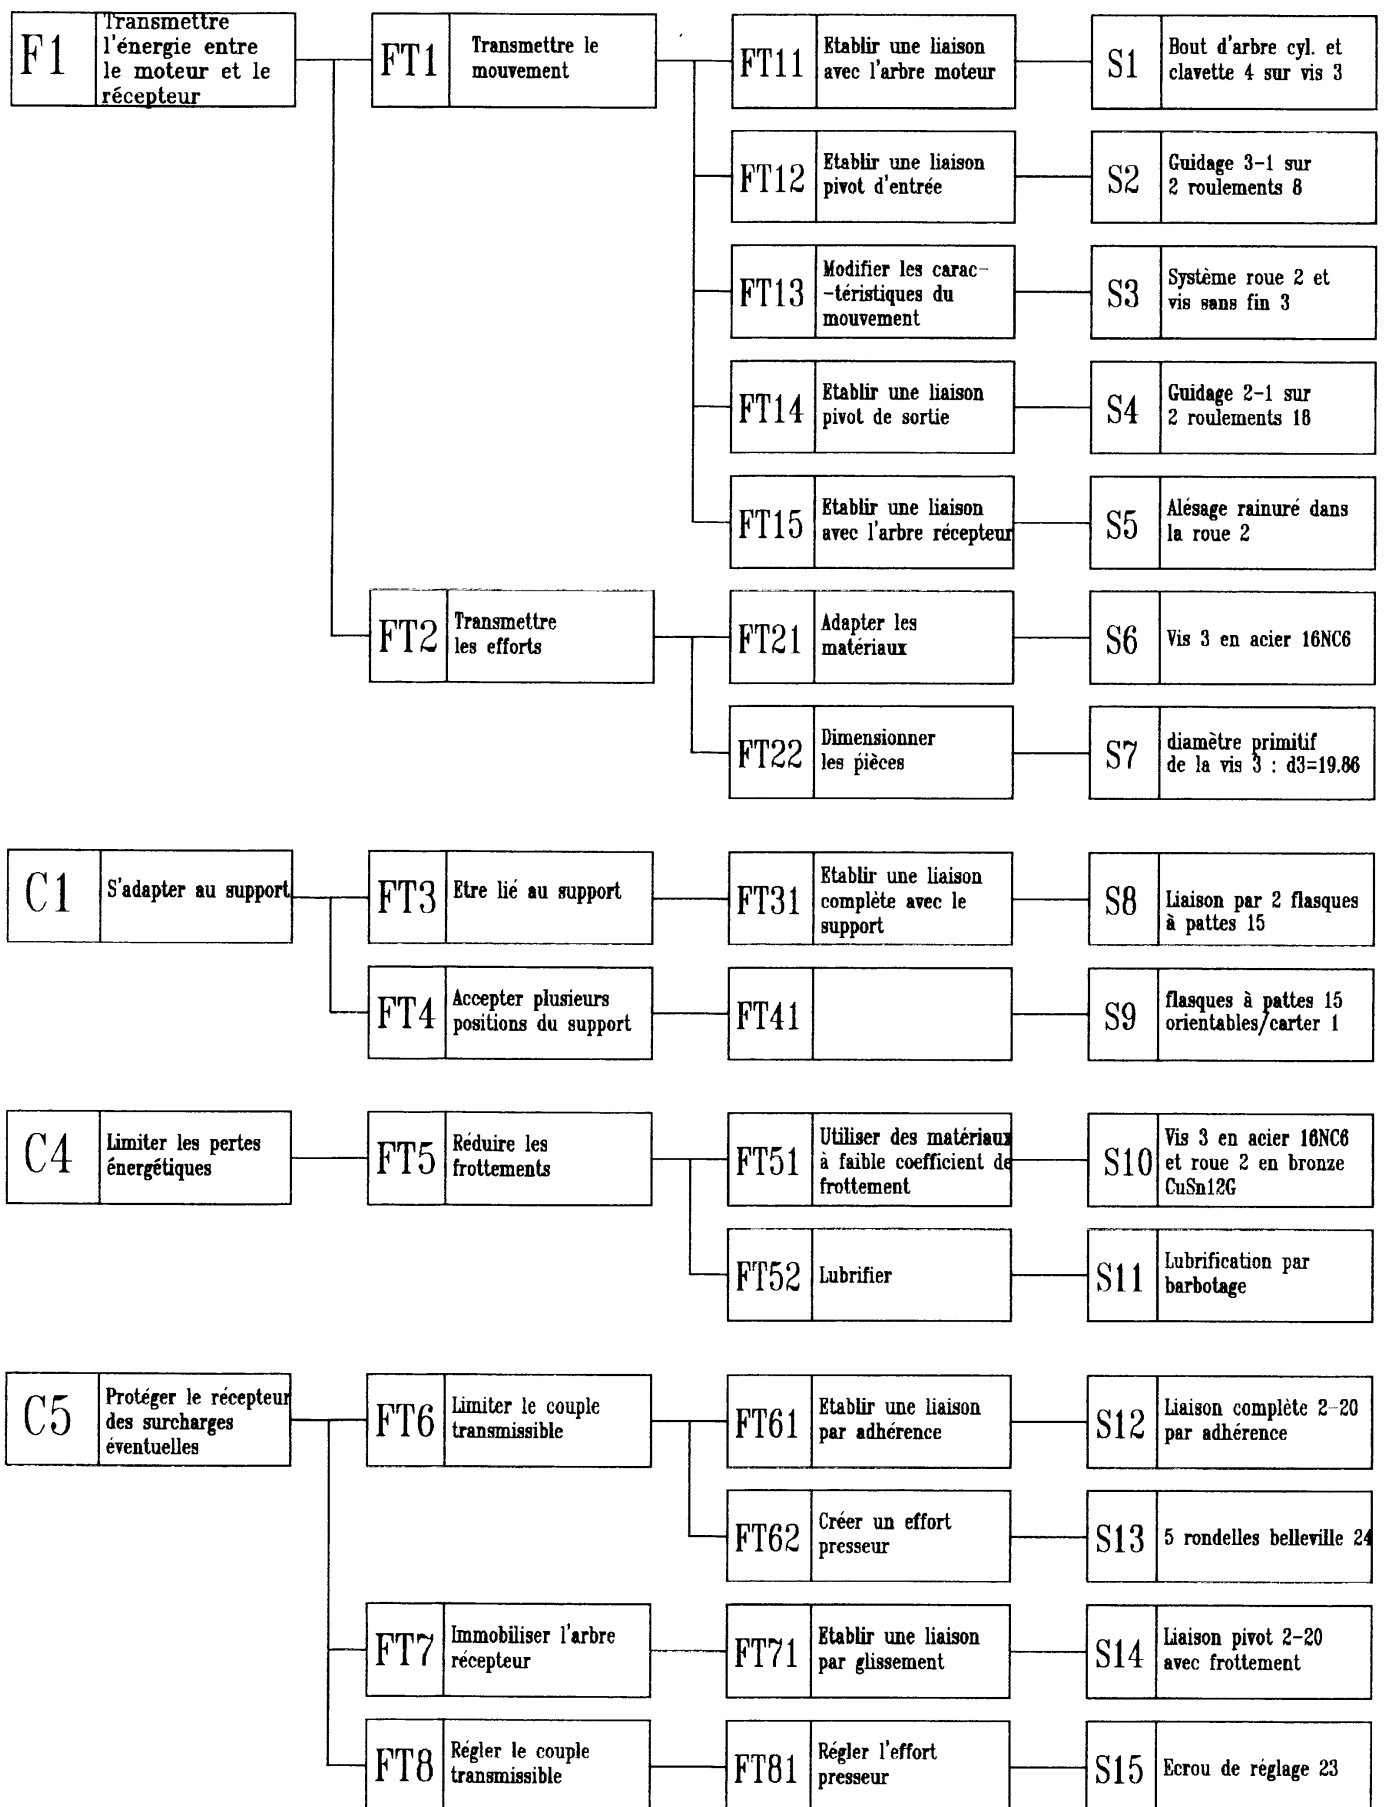 F1
Transmettre
l'énergie entre
le moteur et le
récepteur
FT1
Transmettre le
mouvement
FT11
Etablir une liaison
avec l'arbre moteur
S1
Bout d'arbre cyl. et
clavette 4 sur vis 3
FT12
Etablir une liaison
pivot d'entrée
S2
Guidage 3-1 sur
2 roulements 8
FT13
Modifier les carac-
-téristiques du
mouvement
S3
Système roue 2 et
vis sans fin 3
FT14
Etablir une liaison
pivot de sortie
S4
Guidage 2-1 sur
2 roulements 18
FT15
Etablir une liaison
avec l'arbre récepteur
S5
Alésage rainuré dans
la roue 2
FT2
Transmettre
les efforts
FT21
Adapter les
matériaux
S6
Vis 3 en acier 16NC6
FT22
Dimensionner
les pièces
S7
diamètre primitif
de la vis 3 : d3=19.86
C1
S'adapter au support
FT3
Etre lié au support
FT31
Etablir une liaison
complète avec le
support
S8
Liaison par 2 flasques
à pattes 15
FT4
Accepter plusieurs
positions du support
FT41
S9
flasques à pattes 15
orientables/carter 1
C4
Limiter les pertes
énergétiques
FT5
Réduire les
frottements
FT51
Utiliser des matériaux
à faible coefficient de
frottement
S10
Vis 3 en acier 16NC6
et roue 2 en bronze
CuSn12G
FT52
Lubrifier
S11
Lubrification par
barbotage
C5
Protéger le récepteur
des surcharges
éventuelles
FT6
Limiter le couple
transmissible
FT61
Etablir une liaison
par adhérence
S12
Liaison complète 2-20
par adhérence
FT62
Créer un effort
presseur
S13
5 rondelles belleville 24
FT7
Immobiliser l'arbre
récepteur
FT71
Etablir une liaison
par glissement
S14
Liaison pivot 2-20
avec frottement
FT8
Régler le couple
transmissible
FT81
Régler l'effort
presseur
S15
Ecrou de réglage 23